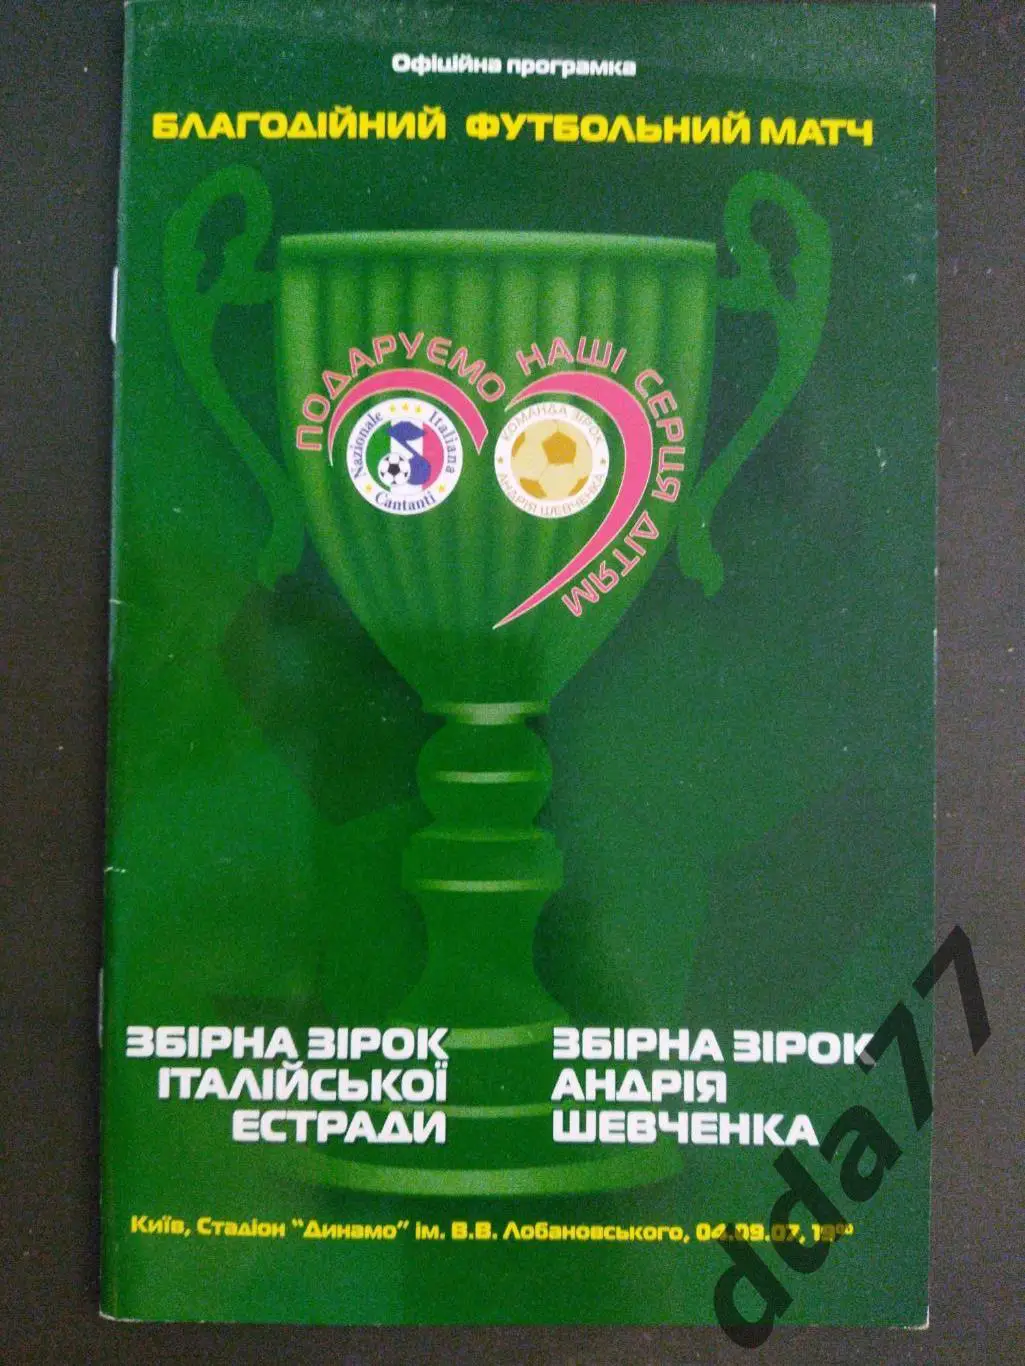 Офіційна програмка
БЛАГОДІЙНИЙ ФУТБОЛЬНИЙ МАТЧ
ПОДАРУЄМО НАШІ СЕРЦЯ ДІТЯМ
Nazionale Italiana Cantanti
КОМАНДА ЗІРОК
АНДРІЯ ШЕВЧЕНКА
ЗБІРНА ЗІРОК
ІТАЛІЙСЬКОЇ
ЕСТРАДИ
ЗБІРНА ЗІРОК
АНДРІЯ
ШЕВЧЕНКА
Київ, Стадіон "Динамо" ім. В.В. Лобановського, 04.09.07, 19⁰⁰
dda77